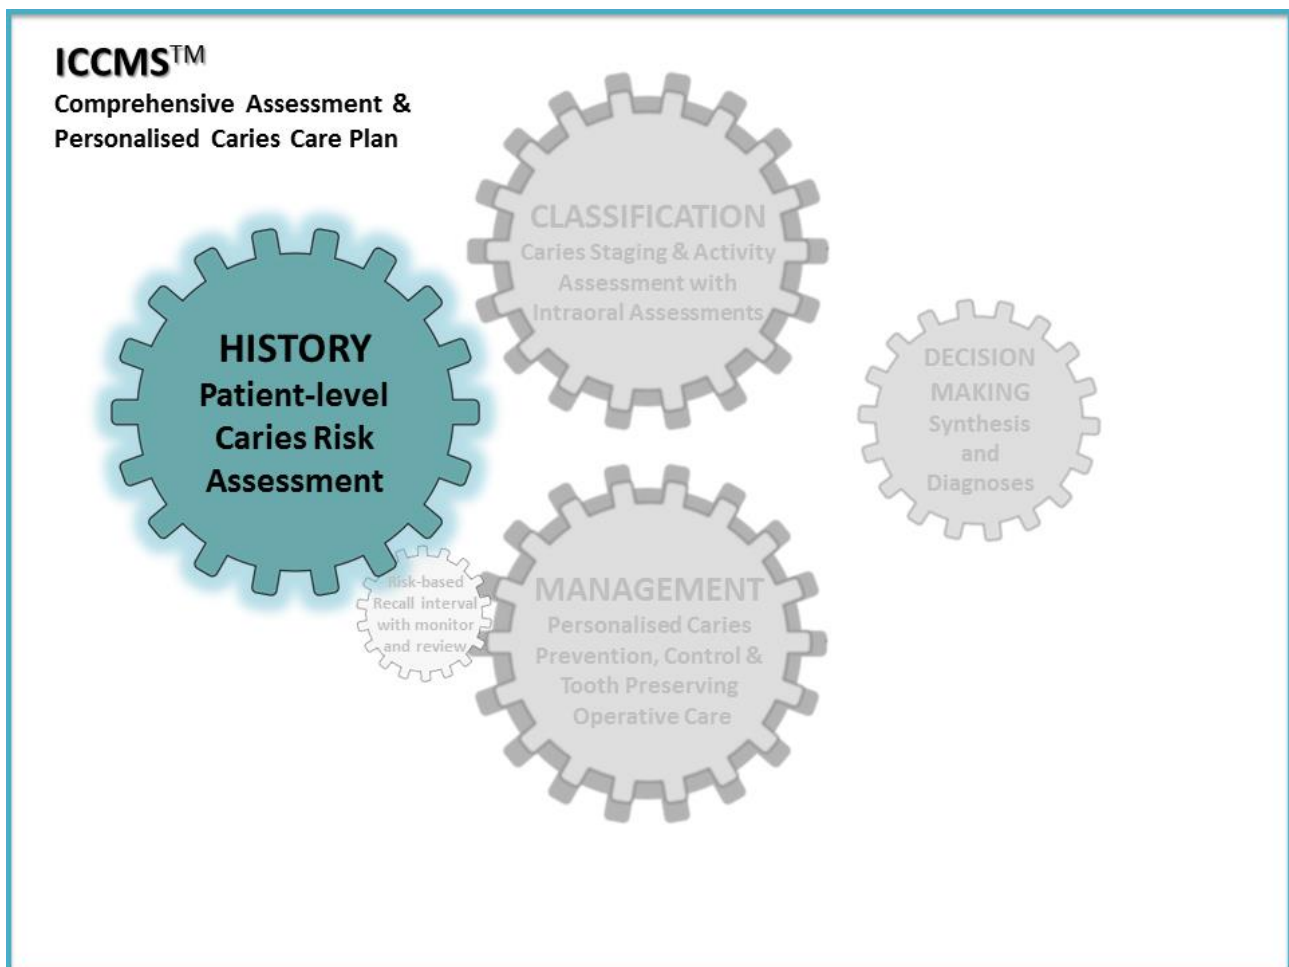 ICCMS™
Comprehensive Assessment &
Personalised Caries Care Plan
HISTORY
Patient-level
Caries Risk
Assessment
CLASSIFICATION
Caries Staging & Activity
Assessment with
Intraoral Assessments
DECISION
MAKING
Synthesis
and
Diagnoses
MANAGEMENT
Personalised Caries
Prevention, Control &
Tooth Preserving
Operative Care
Risk-based
Recall interval
with monitor
and review